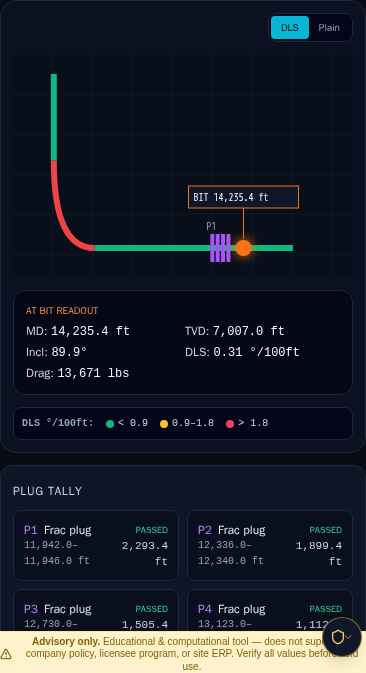 DLS Plain
BIT 14,235.4 ft
P1
AT BIT READOUT
MD: 14,235.4 ft TVD: 7,007.0 ft
Incl: 89.9° DLS: 0.31 °/100ft
Drag: 13,671 lbs
DLS °/100ft: < 0.9 0.9–1.8 > 1.8
PLUG TALLY
P1 Frac plug PASSED
11,942.0–
11,946.0 ft
2,293.4
ft
P2 Frac plug PASSED
12,336.0–
12,340.0 ft
1,899.4
ft
P3 Frac plug PASSED
12,730.0– 1,505.4
P4 Frac plug PASSED
13,123.0–
Advisory only. Educational & computational tool — does not
company policy, licensee program, or site ERP. Verify all values before
use.